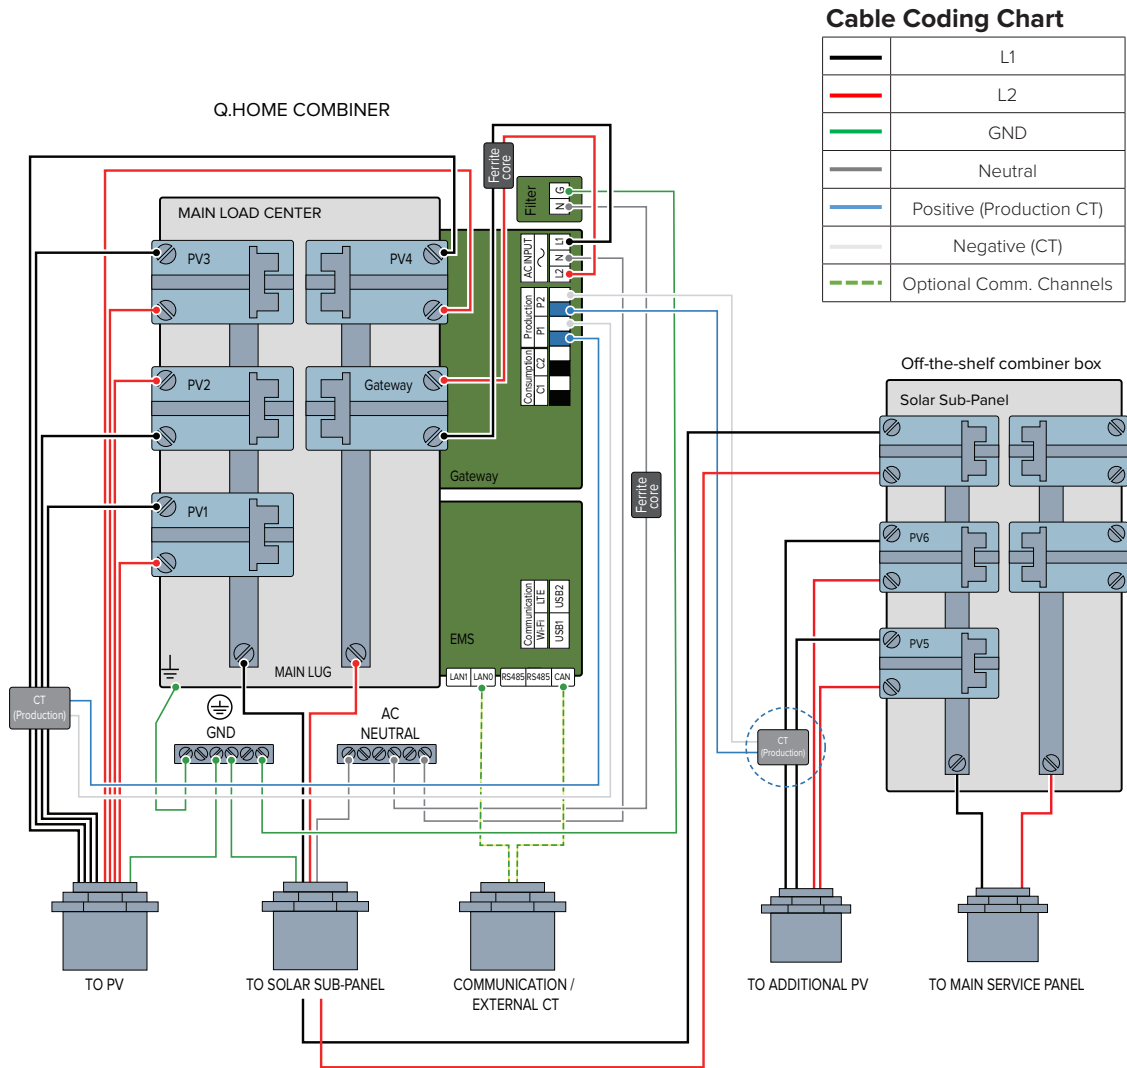 Cable Coding Chart
L1
L2
GND
Neutral
Positive (Production CT)
Negative (CT)
Optional Comm. Channels
Q.HOME COMBINER
Ferrite
core
Filter
G
N
MAIN LOAD CENTER
PV3
PV4
PV2
Gateway
PV1
AC INPUT
L1
N
L2
Production
P2
P1
Consumption
C2
C1
Gateway
Ferrite
core
Communication
Wi-Fi LTE
USB1 USB2
EMS
LAN1 LAN0 RS485 RS485 CAN
MAIN LUG
CT
(Production)
GND
AC
NEUTRAL
TO PV
TO SOLAR SUB-PANEL
COMMUNICATION /
EXTERNAL CT
Off-the-shelf combiner box
Solar Sub-Panel
PV6
PV5
CT
(Production)
TO ADDITIONAL PV
TO MAIN SERVICE PANEL